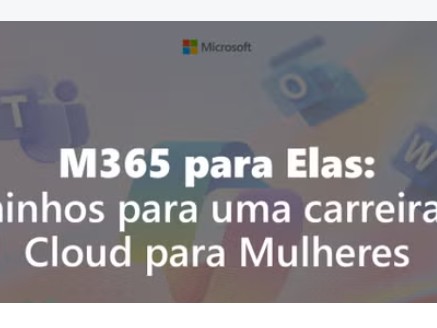 Microsoft
T
O
W
M365 para Elas:
inhos para uma carreira
Cloud para Mulheres